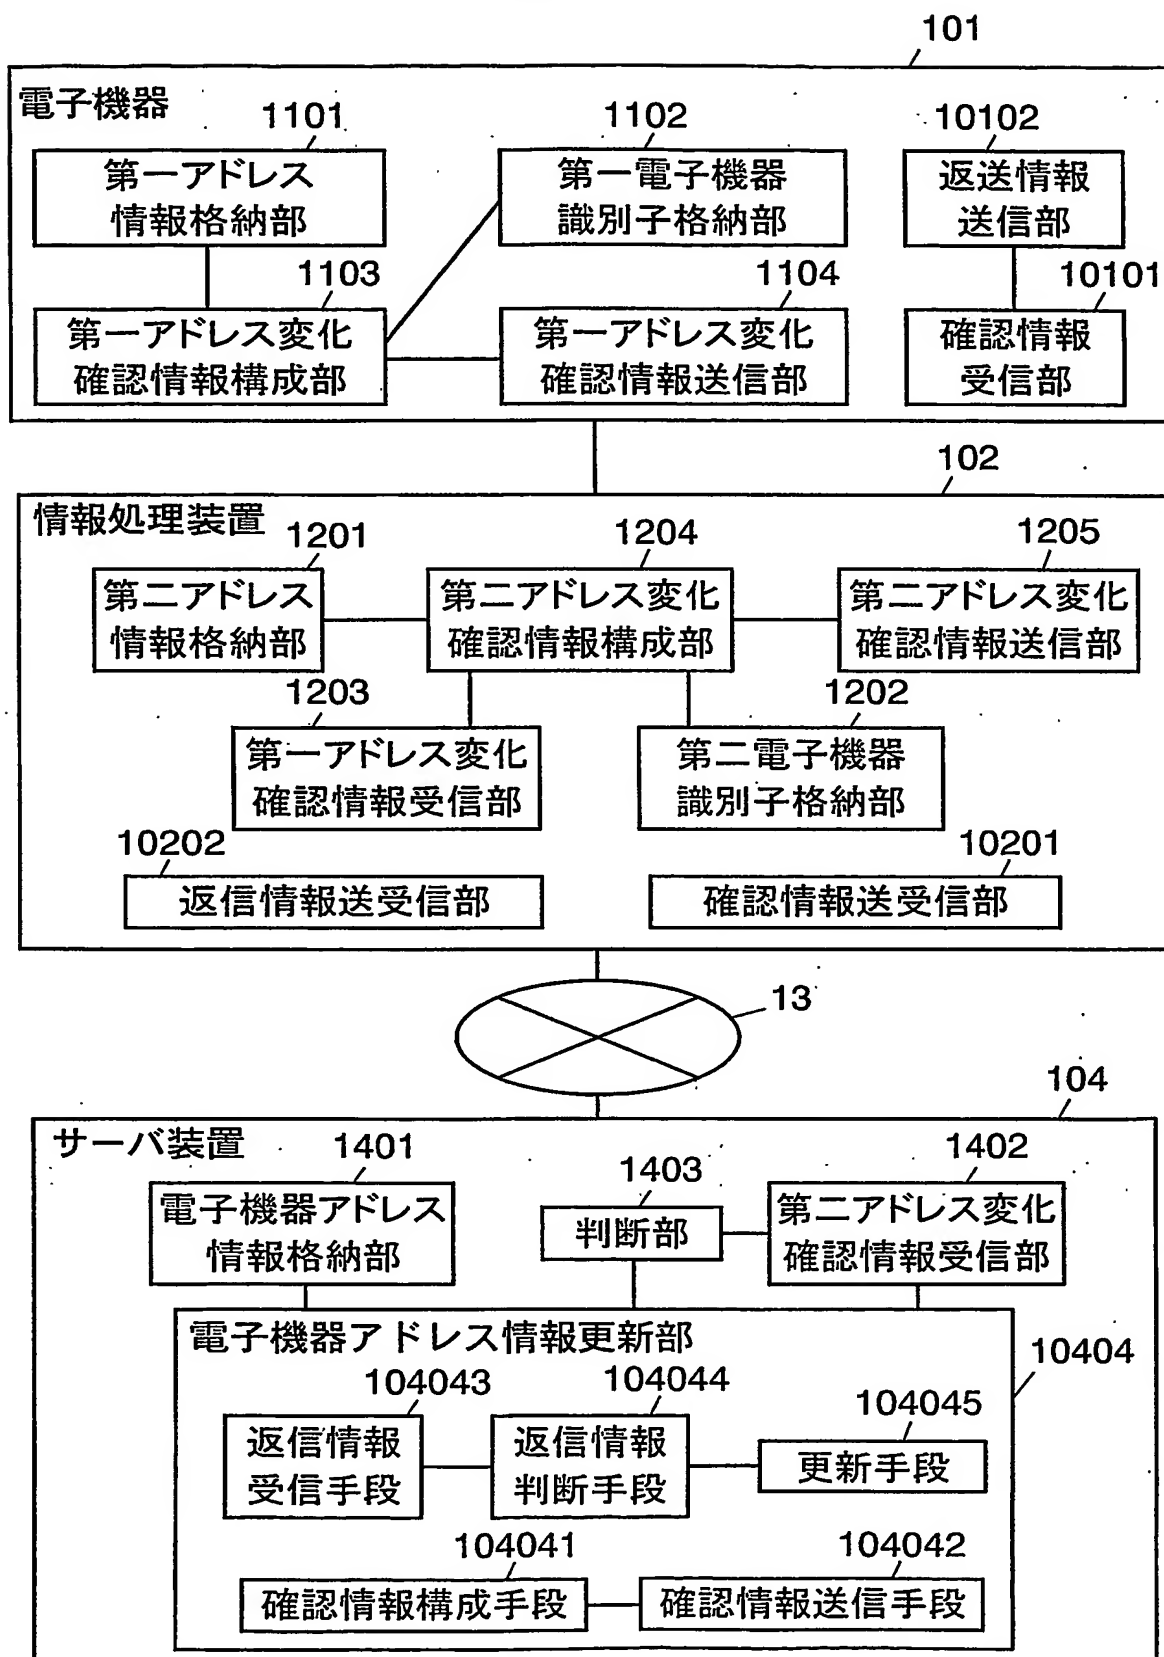 101
電子機器
1101
1102
10102
第一アドレス
情報格納部
第一電子機器
識別子格納部
返送情報
送信部
1103
1104
10101
第一アドレス変化
確認情報構成部
第一アドレス変化
確認情報送信部
確認情報
受信部
102
情報処理装置
1201
1204
1205
第二アドレス
情報格納部
第二アドレス変化
確認情報構成部
第二アドレス変化
確認情報送信部
1203
1202
第一アドレス変化
確認情報受信部
第二電子機器
識別子格納部
10202
10201
返信情報送受信部
確認情報送受信部
13
104
サーバ装置
1401
1403
1402
電子機器アドレス
情報格納部
判断部
第二アドレス変化
確認情報受信部
電子機器アドレス情報更新部
10404
104043
104044
104045
返信情報
受信手段
返信情報
判断手段
更新手段
104041
104042
確認情報構成手段
確認情報送信手段